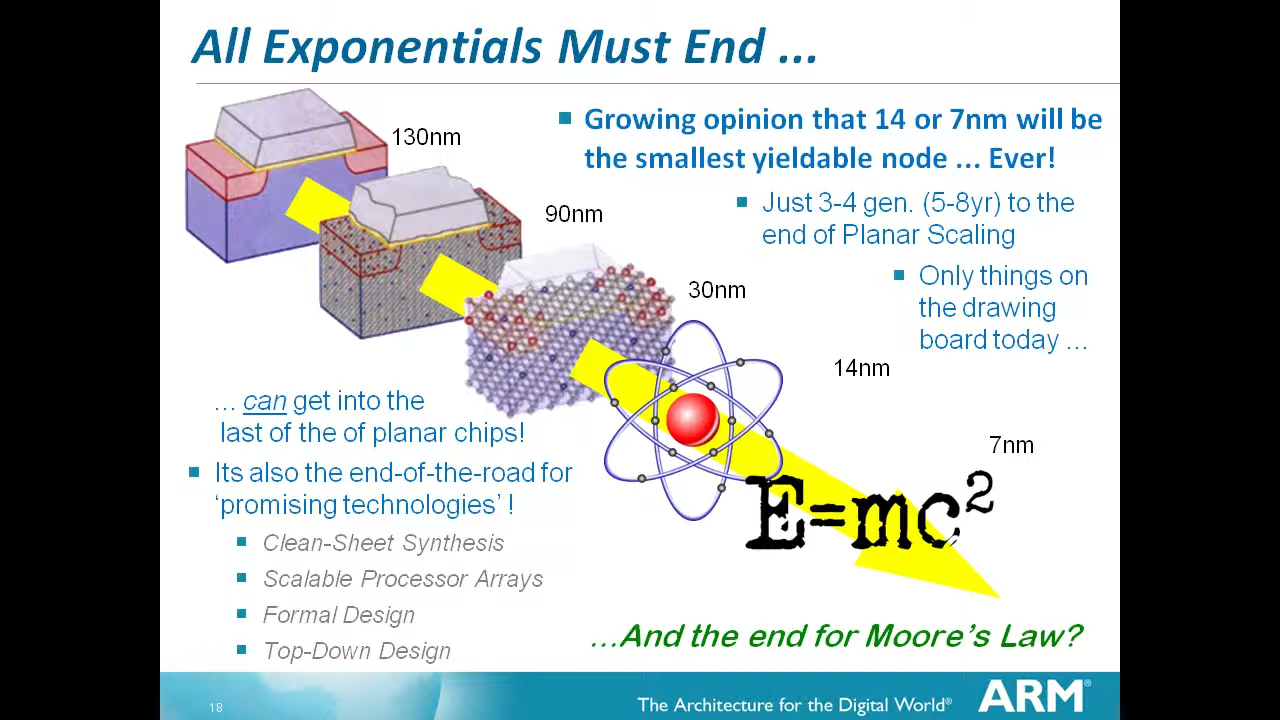 All Exponentials Must End ...
130nm
90nm
30nm
14nm
7nm
Growing opinion that 14 or 7nm will be
the smallest yieldable node ... Ever!
Just 3-4 gen. (5-8yr) to the
end of Planar Scaling
Only things on
the drawing
board today ...
... can get into the
last of the of planar chips!
Its also the end-of-the-road for
‘promising technologies’ !
Clean-Sheet Synthesis
Scalable Processor Arrays
Formal Design
Top-Down Design
E=mc²
...And the end for Moore’s Law?
18
The Architecture for the Digital World®
ARM®